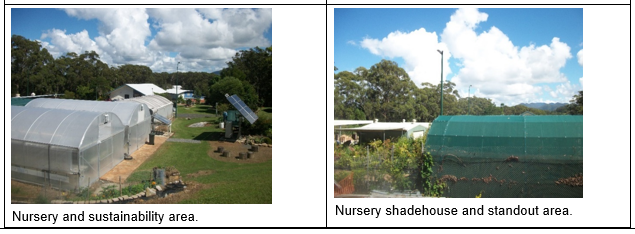 Nursery and sustainability area.
Nursery shadehouse and standout area.